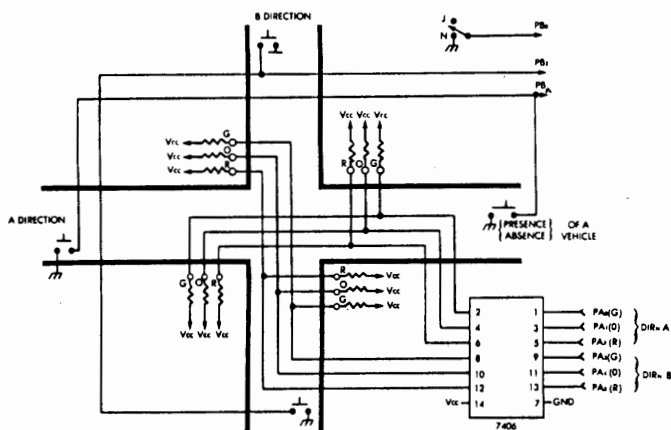 B DIRECTION
J
N
PB₀
PB₁
PBA
Vcc Vcc Vcc
Vcc G
Vcc O
Vcc R
R O G
A DIRECTION
{PRESENCE ABSENCE} OF A VEHICLE
G O R
Vcc Vcc Vcc
R Vcc
O Vcc
G Vcc
2 1 PA₀(G)
4 3 PA₁(O)
6 5 PA₂(R)
DIRN A
8 9 PA₃(G)
10 11 PA₄(O)
12 13 PA₅(R)
DIRN B
Vcc 14 7 GND
7406